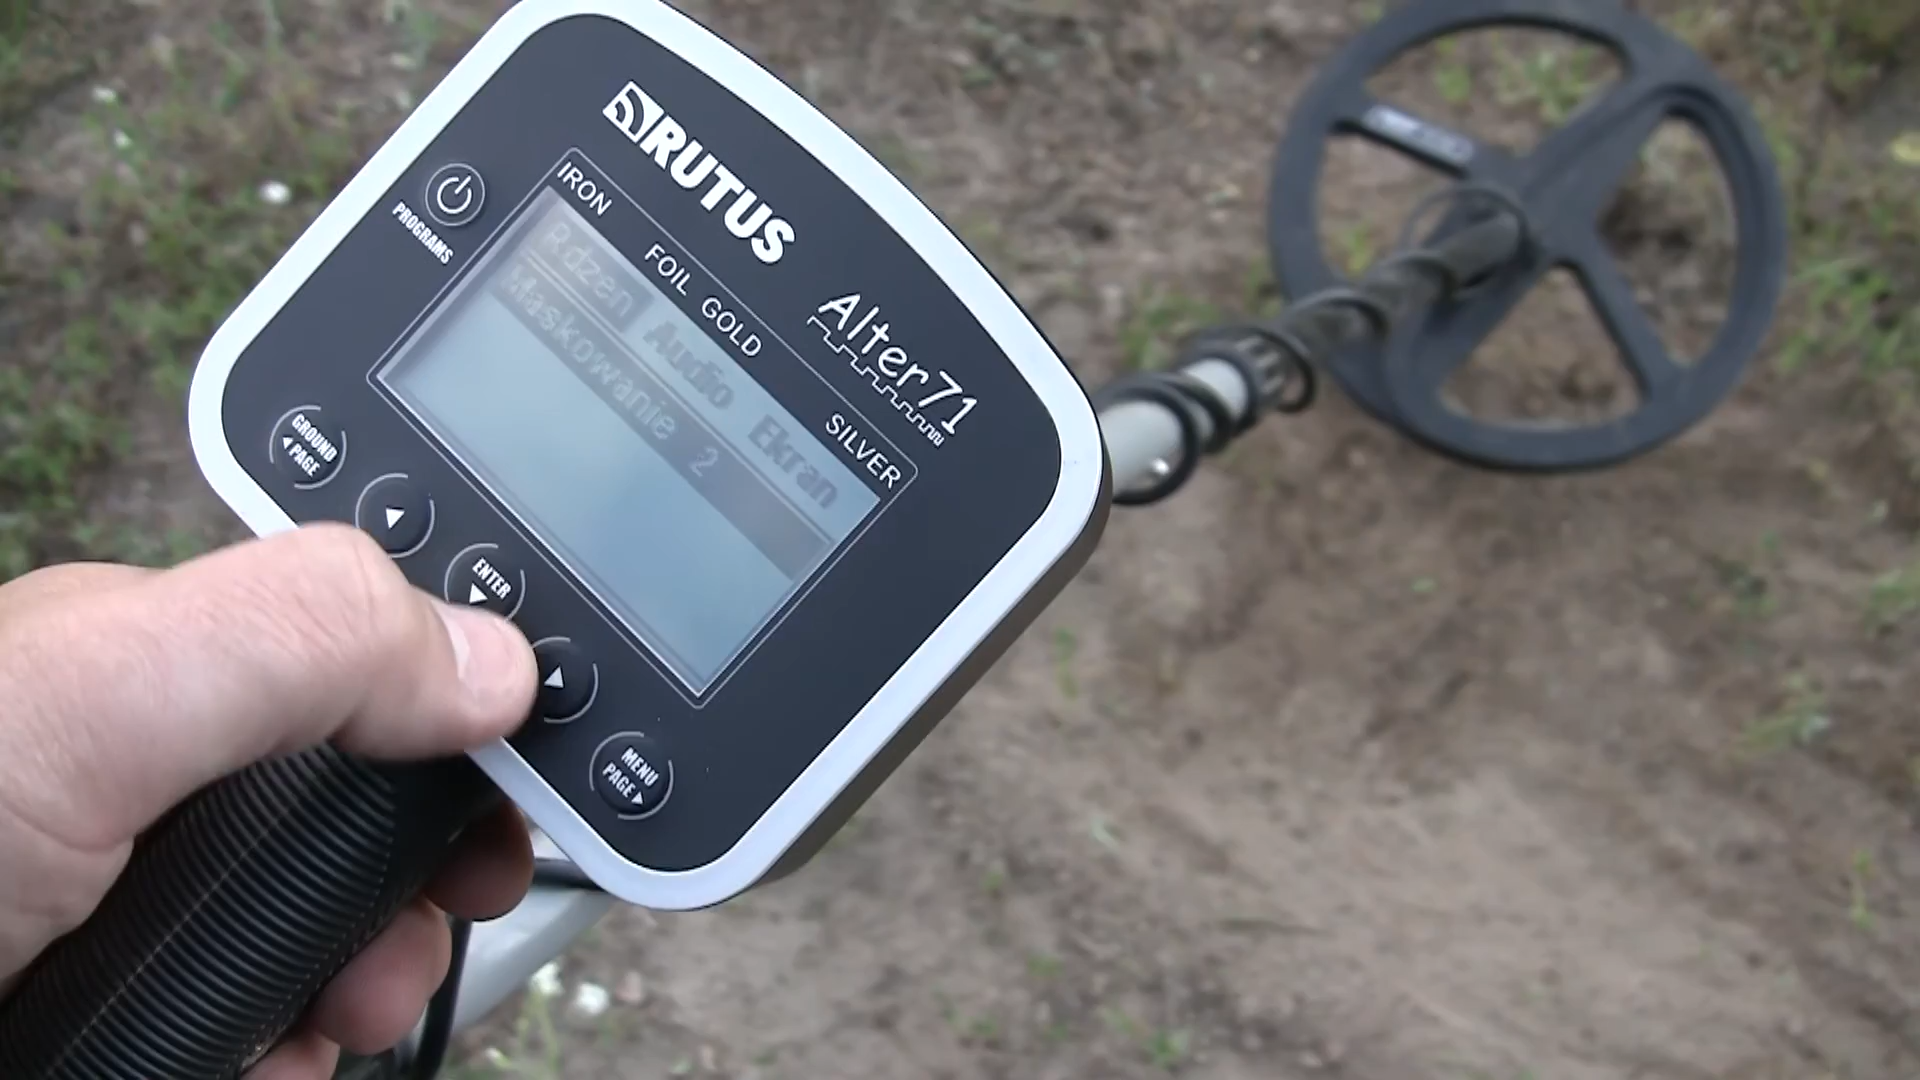 RUTUS
Alter71
IRON FOIL GOLD SILVER
Rdzen Audio Ekran
Maskowanie 2
PROGRAMS
GROUND
PAGE
ENTER
MENU
PAGE